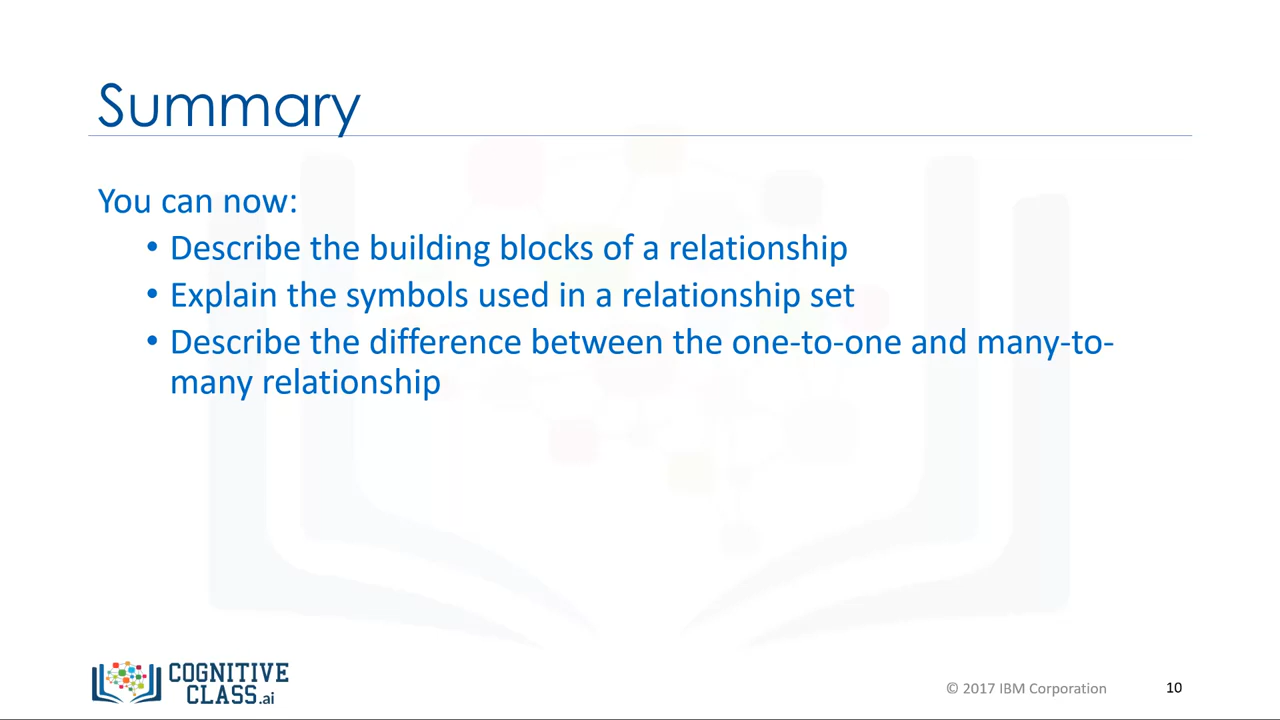 Summary
You can now:
• Describe the building blocks of a relationship
• Explain the symbols used in a relationship set
• Describe the difference between the one-to-one and many-to-
many relationship
COGNITIVE
CLASS.ai
© 2017 IBM Corporation
10